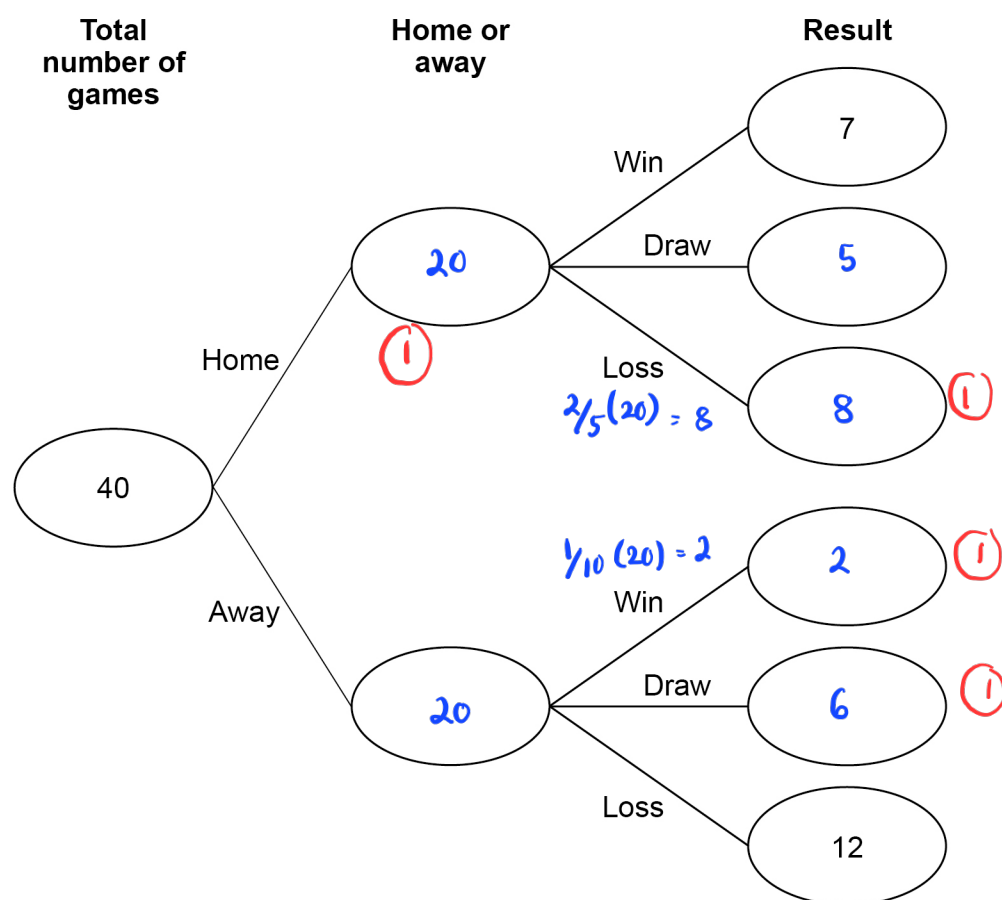 Total
number of
games
Home or
away
Result
7
Win
Draw
5
20
1
Home
Loss
2/5 (20) = 8
8
1
40
1/10 (20) = 2
Win
2
1
Away
Draw
6
1
20
Loss
12